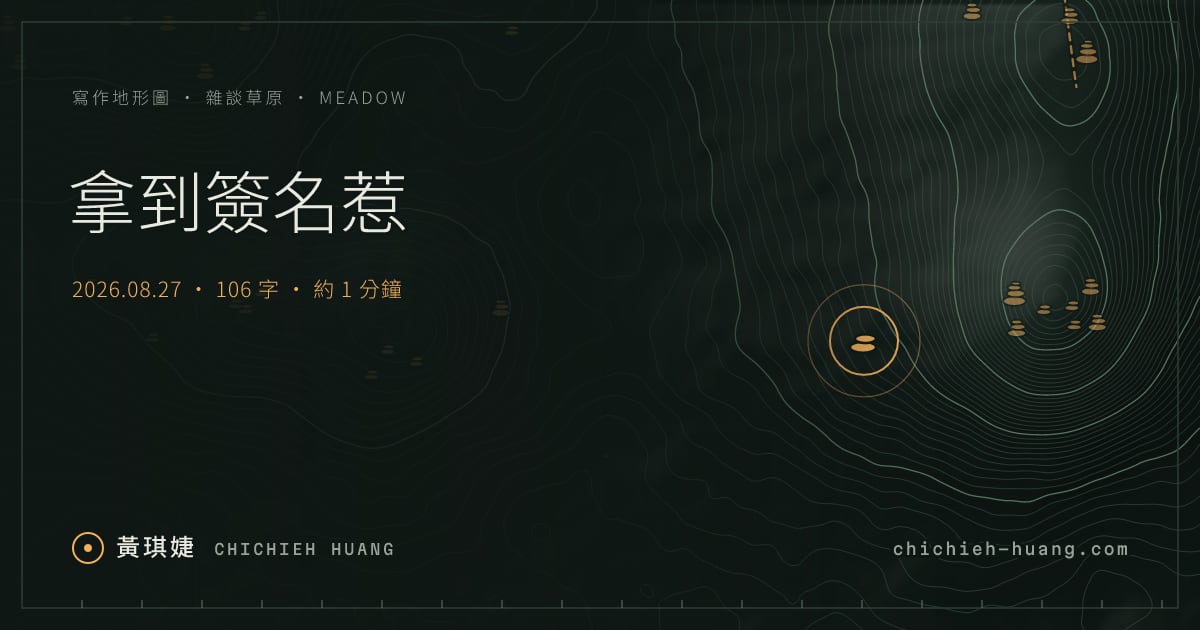 寫作地形圖 · 雜談草原 · MEADOW
拿到簽名惹
2026.08.27 · 106 字 · 約 1 分鐘
黃琪婕 CHICHIEH HUANG
chichieh-huang.com